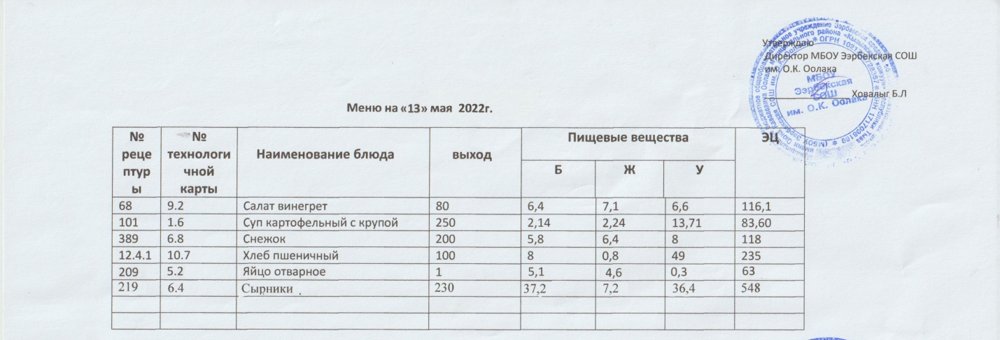 Утверждаю
Директор МБОУ Ээрбекская СОШ
им. О.К. Оолака
Ховалыг Б.Л
МБОУ
Ээрбекская
СОШ
им. О.К. Оолака
Меню на «13» мая 2022г.
№ рецептуры № технологичной карты Наименование блюда выход Пищевые вещества ЭЦ
Б Ж У
68 9.2 Салат винегрет 80 6,4 7,1 6,6 116,1
101 1.6 Суп картофельный с крупой 250 2,14 2,24 13,71 83,60
389 6.8 Снежок 200 5,8 6,4 8 118
12.4.1 10.7 Хлеб пшеничный 100 8 0,8 49 235
209 5.2 Яйцо отварное 1 5,1 4,6 0,3 63
219 6.4 Сырники . 230 37,2 7,2 36,4 548